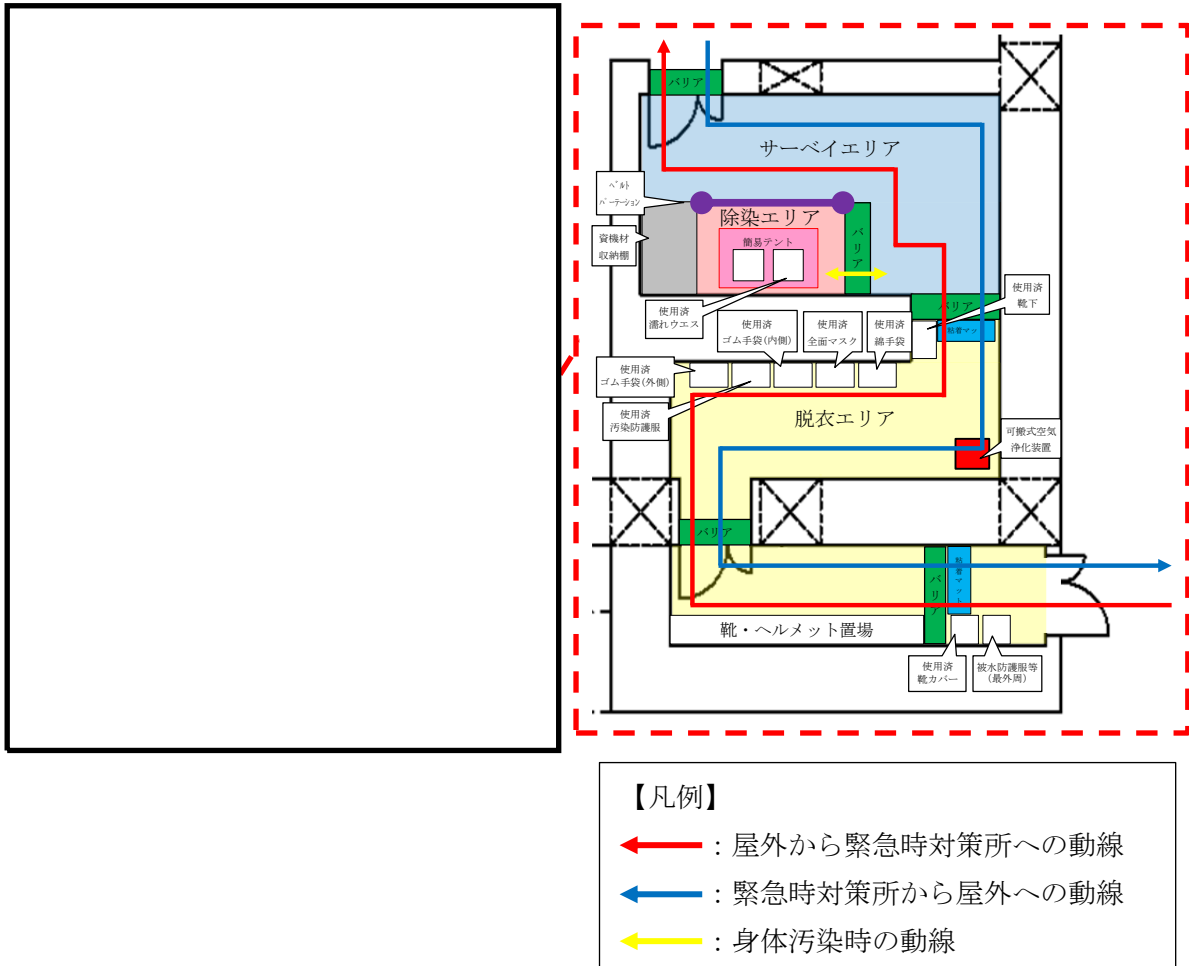 バリア
サーベイエリア
ベルト
パーテーション
除染エリア
資機材
収納棚
簡易テント
バリア
使用済
濡れウエス
使用済
靴下
バリア
粘着マッ
使用済
ゴム手袋(内側)
使用済
全面マスク
使用済
綿手袋
使用済
ゴム手袋(外側)
使用済
汚染防護服
脱衣エリア
可搬式空気
浄化装置
バリア
バリア
粘着マット
靴・ヘルメット置場
使用済
靴カバー
被水防護服等
(最外周)
【凡例】
:屋外から緊急時対策所への動線
:緊急時対策所から屋外への動線
:身体汚染時の動線